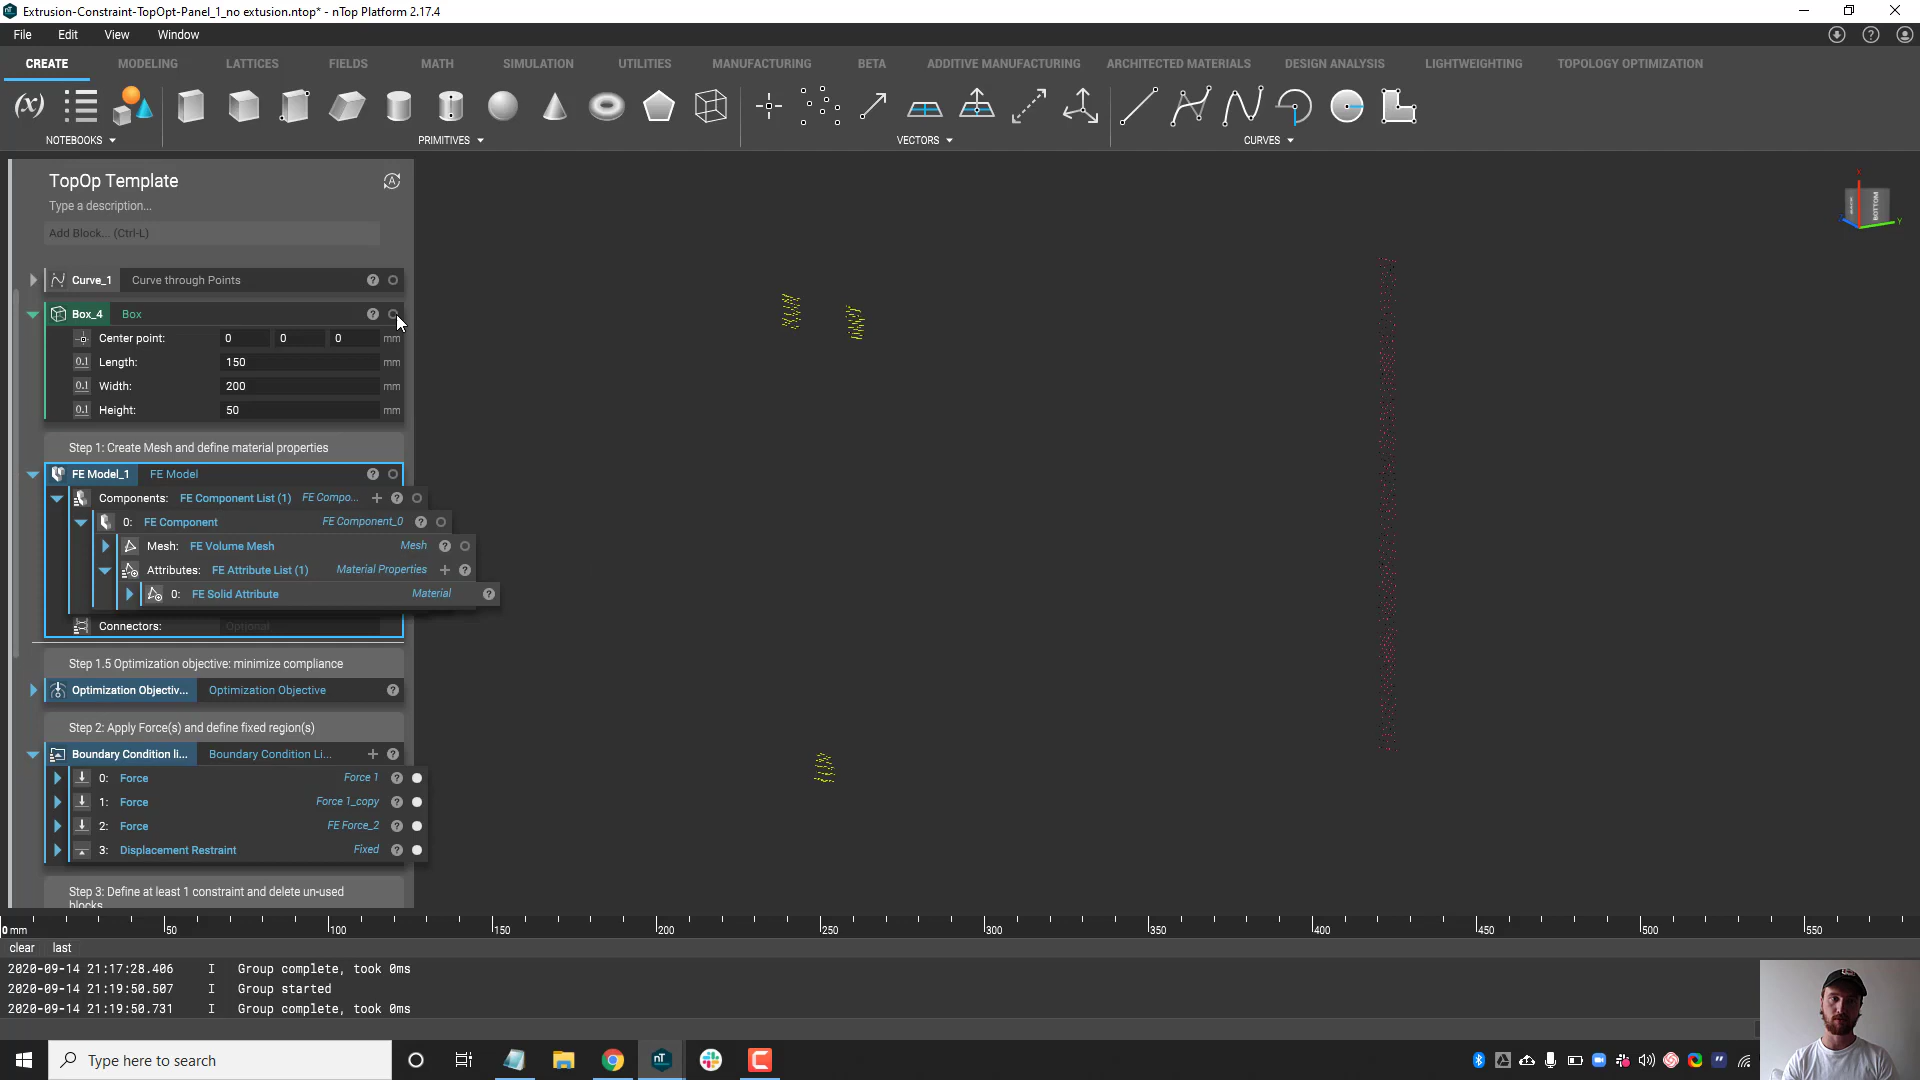 Extrusion-Constraint-TopOpt-Panel_1_no extusion.ntop* - nTop Platform 2.17.4
File Edit View Window
CREATE MODELING LATTICES FIELDS MATH SIMULATION UTILITIES MANUFACTURING BETA ADDITIVE MANUFACTURING ARCHITECTED MATERIALS DESIGN ANALYSIS LIGHTWEIGHTING TOPOLOGY OPTIMIZATION
(x)
NOTEBOOKS PRIMITIVES VECTORS CURVES
TopOp Template
Type a description...
Add Block... (Ctrl-L)
Curve_1 Curve through Points
Box_4 Box
Center point: 0 0 0 mm
0.1 Length: 150 mm
0.1 Width: 200 mm
0.1 Height: 50 mm
Step 1: Create Mesh and define material properties
FE Model_1 FE Model
Components: FE Component List (1) FE Compo...
0: FE Component FE Component_0
Mesh: FE Volume Mesh Mesh
Attributes: FE Attribute List (1) Material Properties
0: FE Solid Attribute Material
Connectors: Optional
Step 1.5 Optimization objective: minimize compliance
Optimization Objectiv... Optimization Objective
Step 2: Apply Force(s) and define fixed region(s)
Boundary Condition li... Boundary Condition Li...
0: Force Force 1
1: Force Force 1_copy
2: Force FE Force_2
3: Displacement Restraint Fixed
Step 3: Define at least 1 constraint and delete un-used
blocks
X
BOTTOM
Y
0 mm 50 100 150 200 250 300 350 400 450 500 550
clear last
2020-09-14 21:17:28.406 I Group complete, took 0ms
2020-09-14 21:19:50.507 I Group started
2020-09-14 21:19:50.731 I Group complete, took 0ms
Type here to search
nT